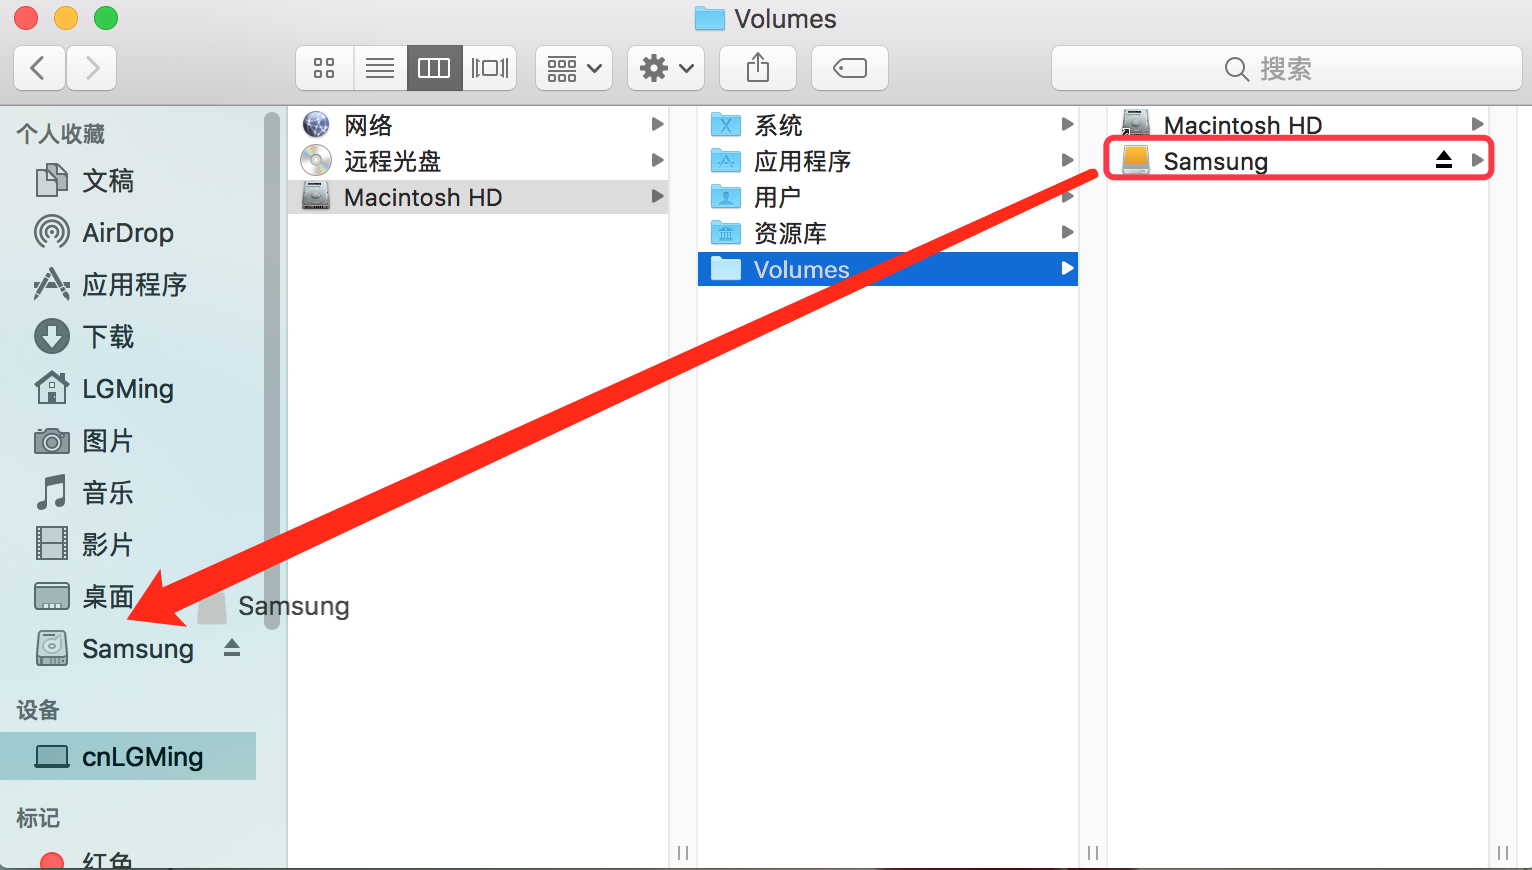 Volumes
搜索
个人收藏
文稿
AirDrop
应用程序
下载
LGMing
图片
音乐
影片
桌面
Samsung
设备
cnLGMing
标记
红色
网络
远程光盘
Macintosh HD
系统
应用程序
用户
资源库
Volumes
Macintosh HD
Samsung
Samsung